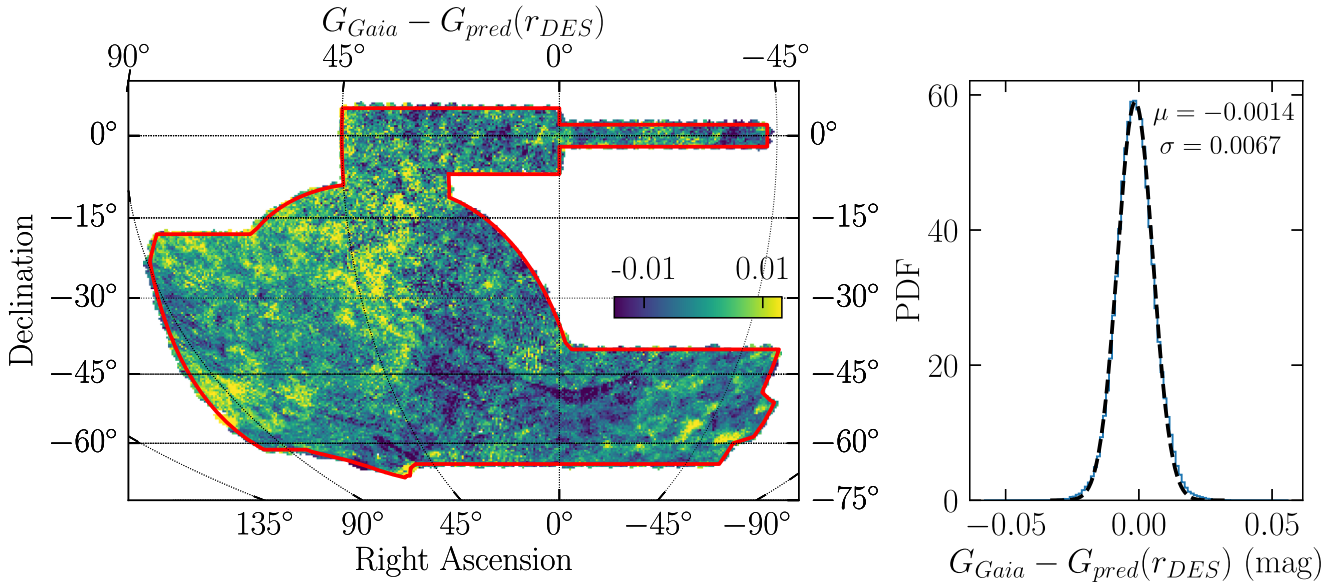 G_{Gaia} − G_{pred}(r_{DES})
90° 45° 0° −45°
0° 0°
−15° −15°
−30° −30°
−45° −45°
−60° −60°
−75°
135° 90° 45° 0° −45° −90°
Declination
Right Ascension
-0.01 0.01
60
40
20
0
PDF
μ = −0.0014
σ = 0.0067
−0.05 0.00 0.05
G_{Gaia} − G_{pred}(r_{DES}) (mag)